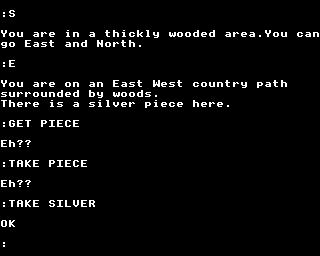 :S
You are in a thickly wooded area.You can
go East and North.
:E
You are on an East West country path
surrounded by woods.
There is a silver piece here.
:GET PIECE
Eh??
:TAKE PIECE
Eh??
:TAKE SILVER
OK
: